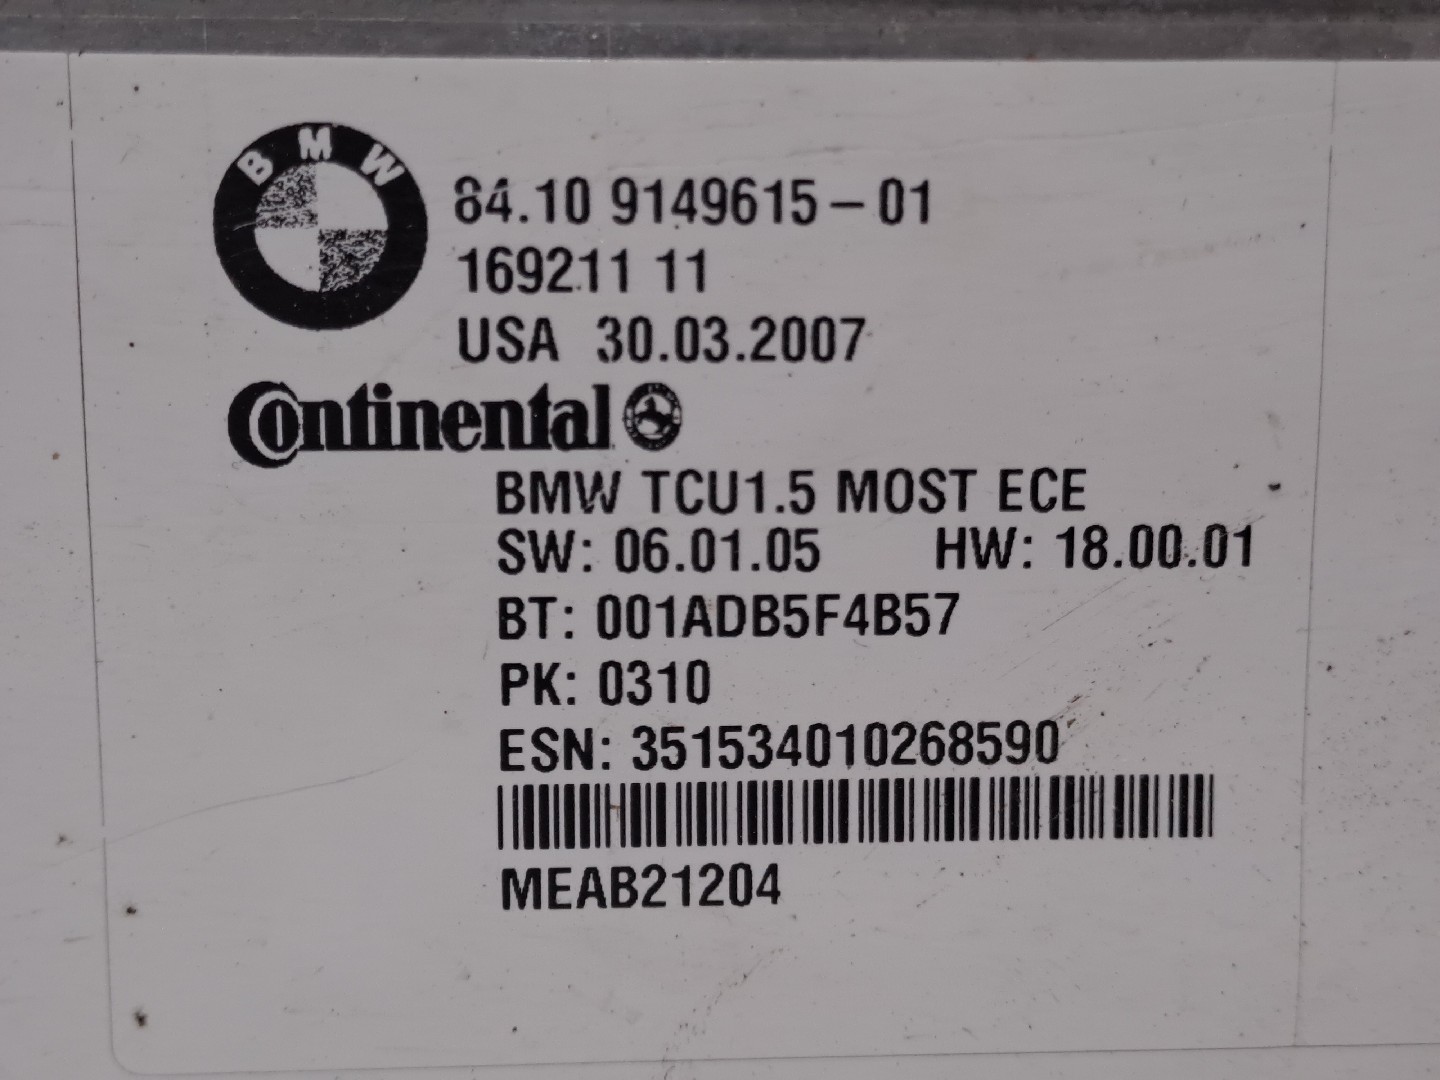 BMW
84.10 9149615-01
169211 11
USA 30.03.2007
Continental
BMW TCU1.5 MOST ECE
SW: 06.01.05 HW: 18.00.01
BT: 001ADB5F4B57
PK: 0310
ESN: 351534010268590
MEAB21204